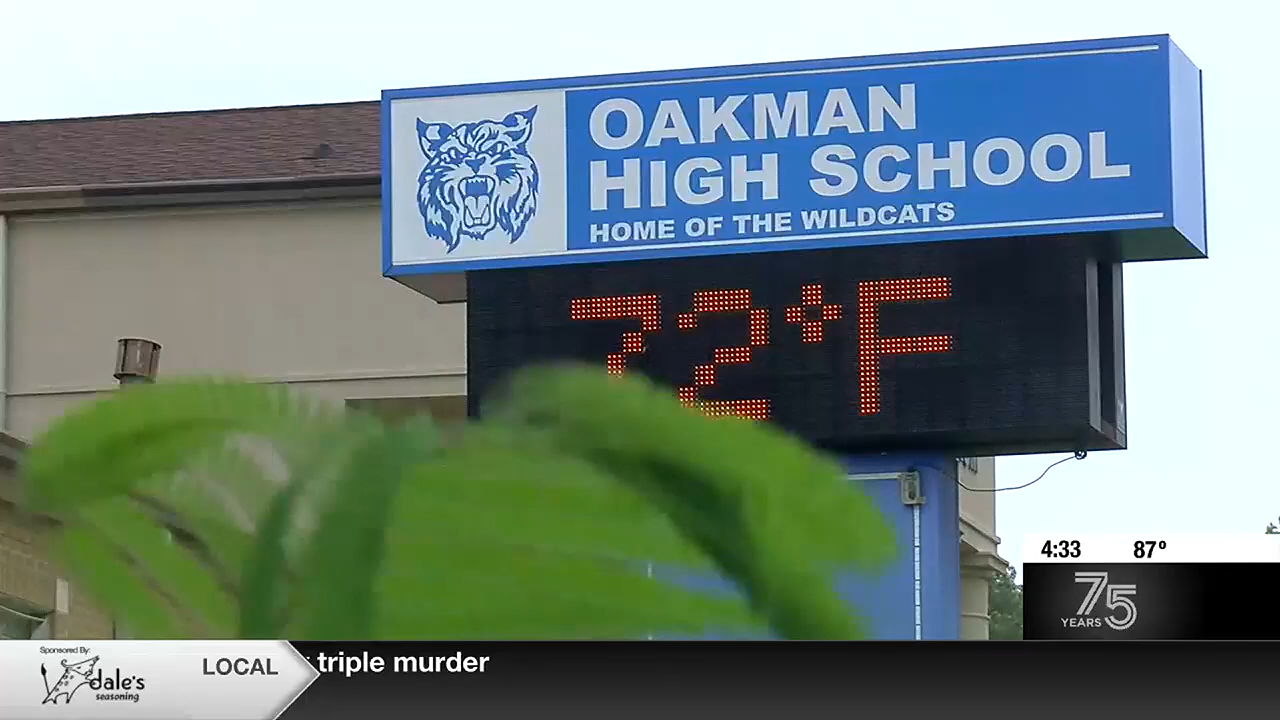 OAKMAN
HIGH SCHOOL
HOME OF THE WILDCATS
72°F
4:33 87°
75
YEARS
Sponsored By:
dale's
seasoning
LOCAL
triple murder